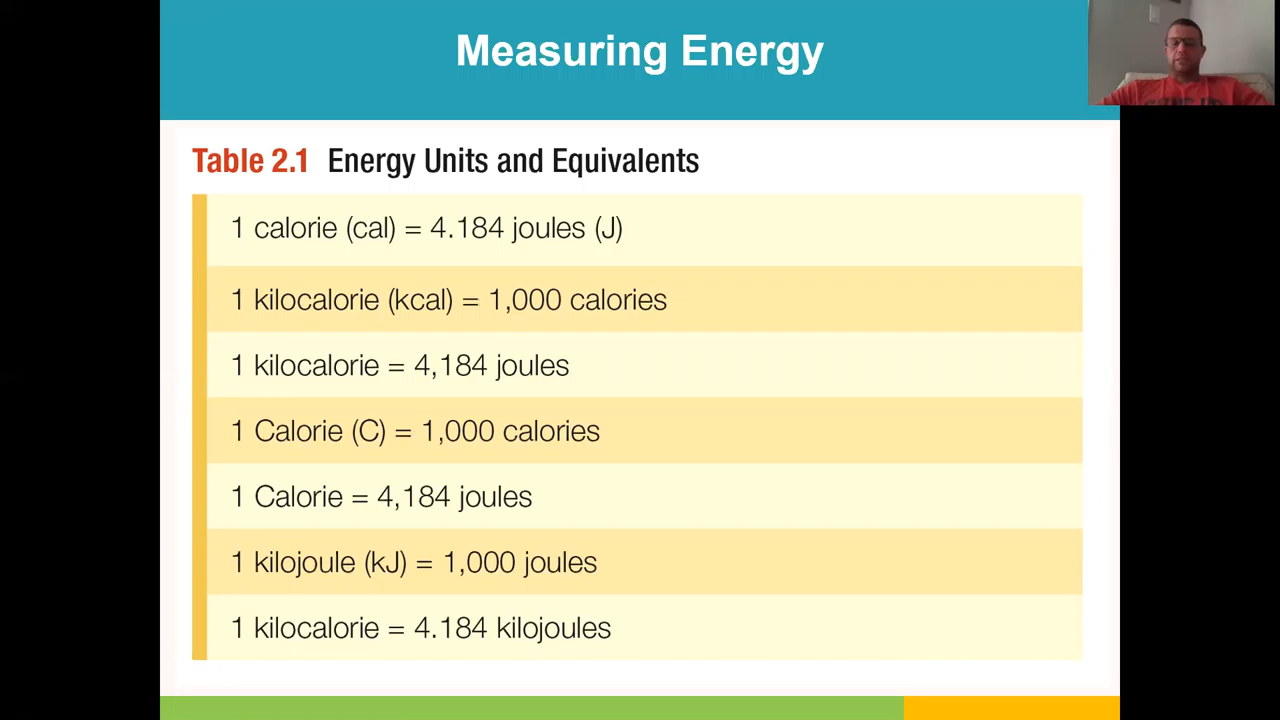 Measuring Energy
Table 2.1 Energy Units and Equivalents
1 calorie (cal) = 4.184 joules (J)
1 kilocalorie (kcal) = 1,000 calories
1 kilocalorie = 4,184 joules
1 Calorie (C) = 1,000 calories
1 Calorie = 4,184 joules
1 kilojoule (kJ) = 1,000 joules
1 kilocalorie = 4.184 kilojoules